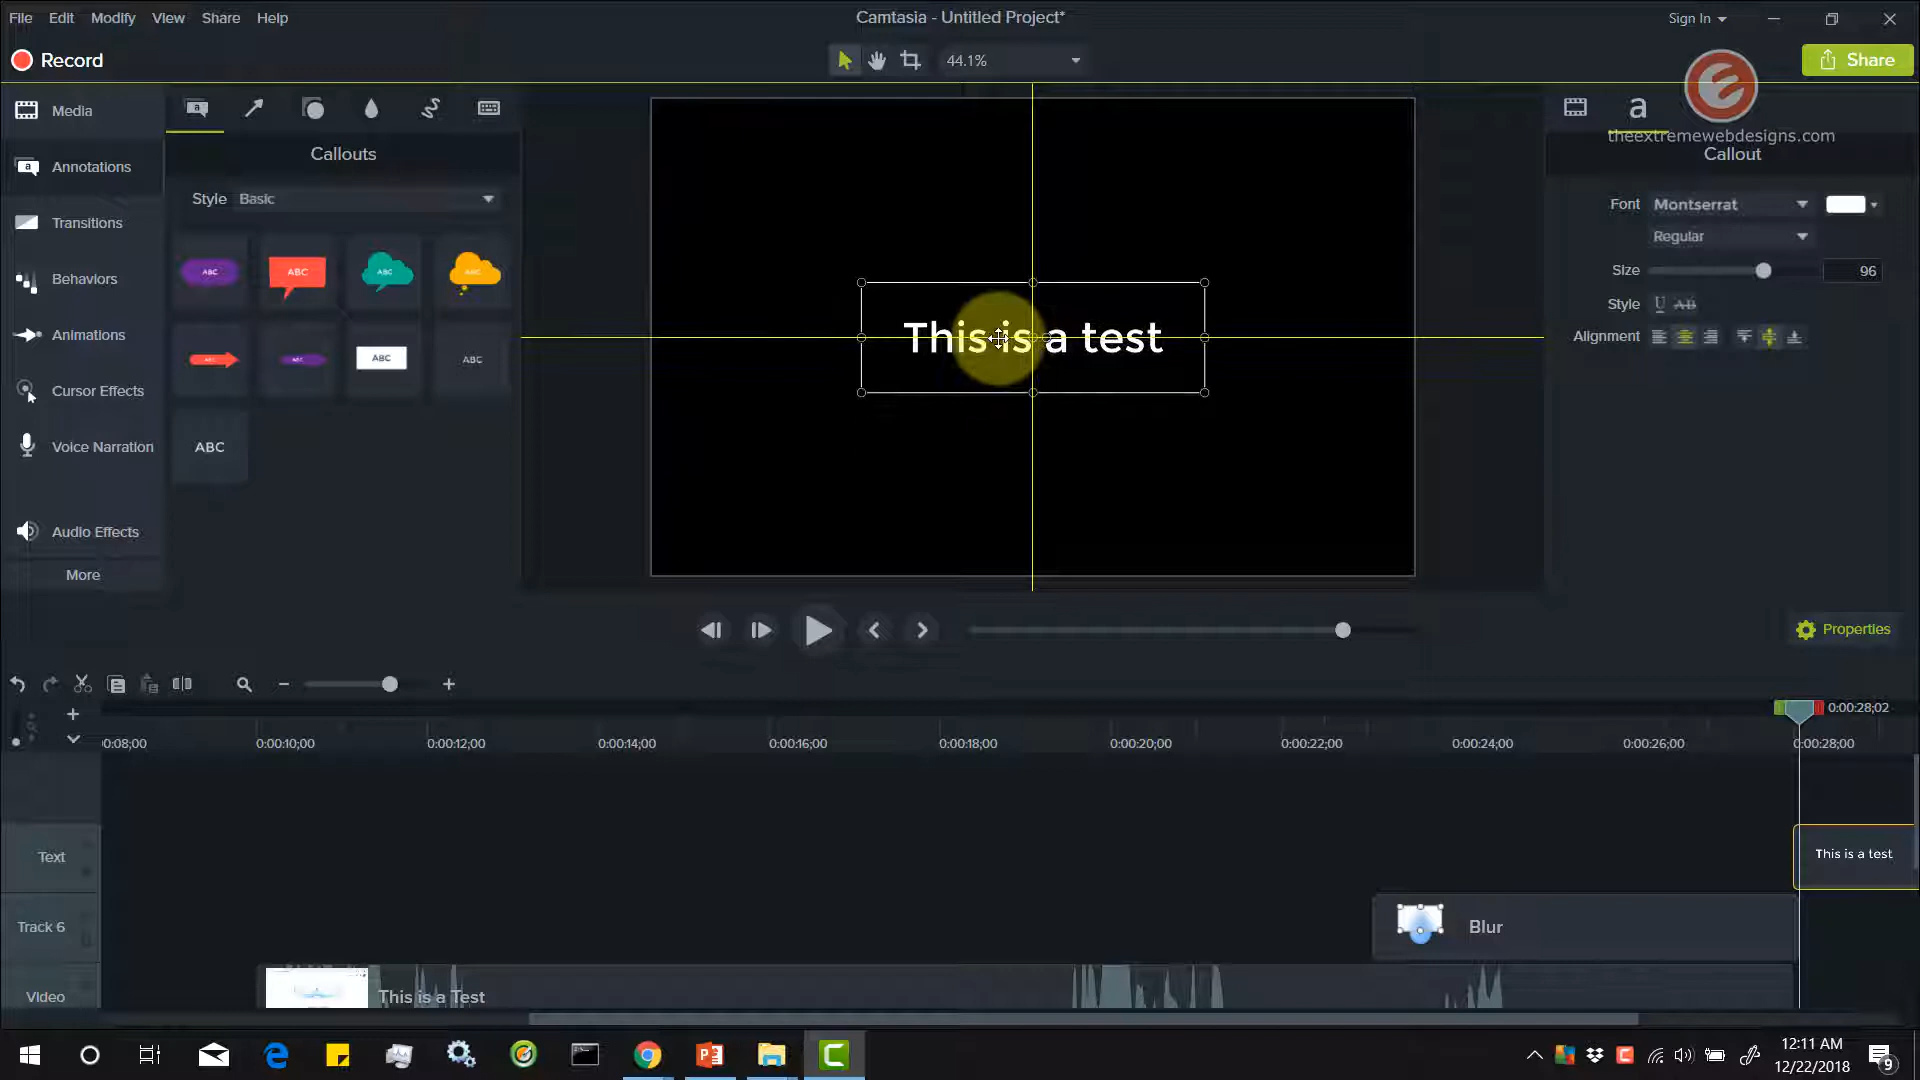 File Edit Modify View Share Help
Camtasia - Untitled Project*
Sign In
Record
44.1%
Share
theextremewebdesigns.com
Media
Annotations
Transitions
Behaviors
Animations
Cursor Effects
Voice Narration
Audio Effects
More
Callouts
Style Basic
ABC ABC ABC ABC
ABC ABC ABC
ABC
This is a test
a
Callout
Font Montserrat
Regular
Size 96
Style U AB
Alignment
Properties
0:00:28;02
0:00:10;00 0:00:12;00 0:00:14;00 0:00:16;00 0:00:18;00 0:00:20;00 0:00:22;00 0:00:24;00 0:00:26;00 0:00:28;00
Text
This is a test
Track 6
Blur
Video
This is a Test
12:11 AM
12/22/2018
9